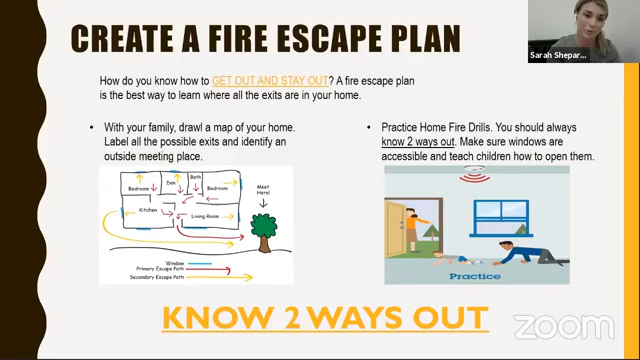 CREATE A FIRE ESCAPE PLAN
Sarah Shepar...
How do you know how to GET OUT AND STAY OUT? A fire escape plan
is the best way to learn where all the exits are in your home.
• With your family, drawl a map of your home.
Label all the possible exits and identify an
outside meeting place.
• Practice Home Fire Drills. You should always
know 2 ways out. Make sure windows are
accessible and teach children how to open them.
Bedroom
Den
Bath
Bedroom
Meet
Here!
Kitchen
Living Room
Window
Primary Escape Path
Secondary Escape Path
Practice
KNOW 2 WAYS OUT
zoom